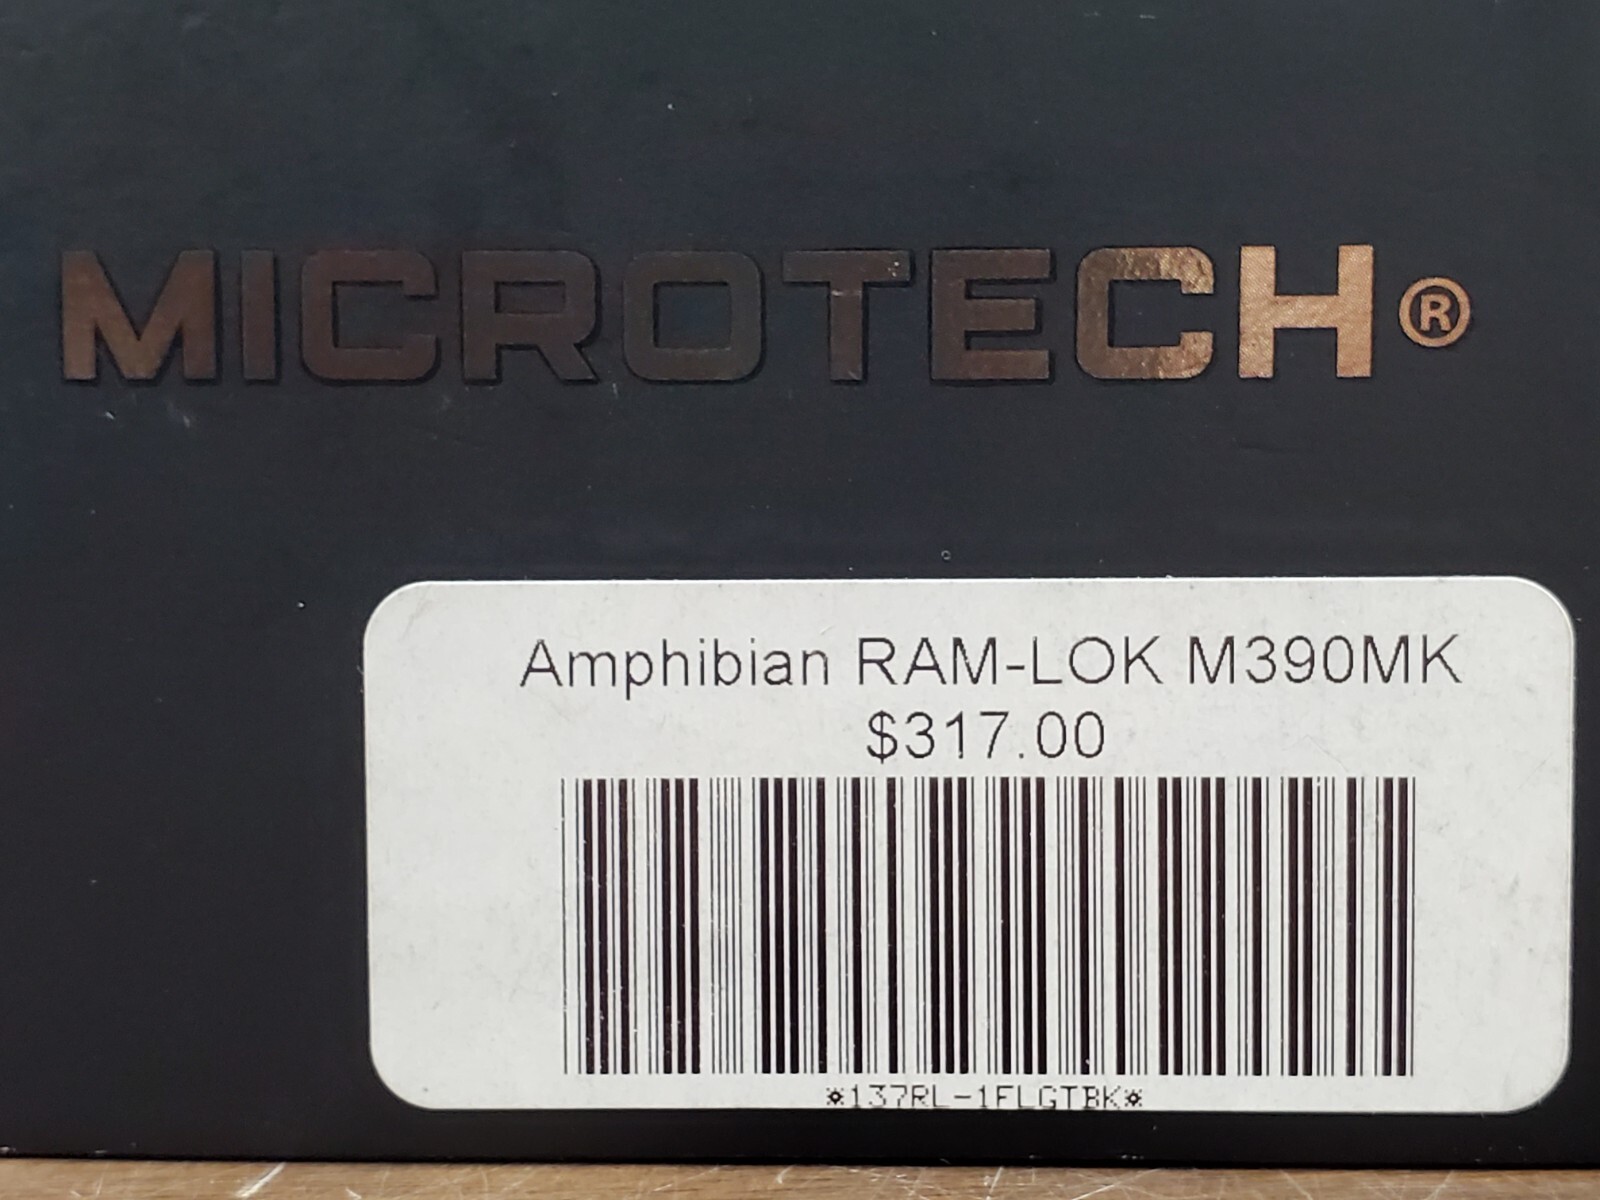 MICROTECH®
Amphibian RAM-LOK M390MK
$317.00
*137RL-1FLGTBK*